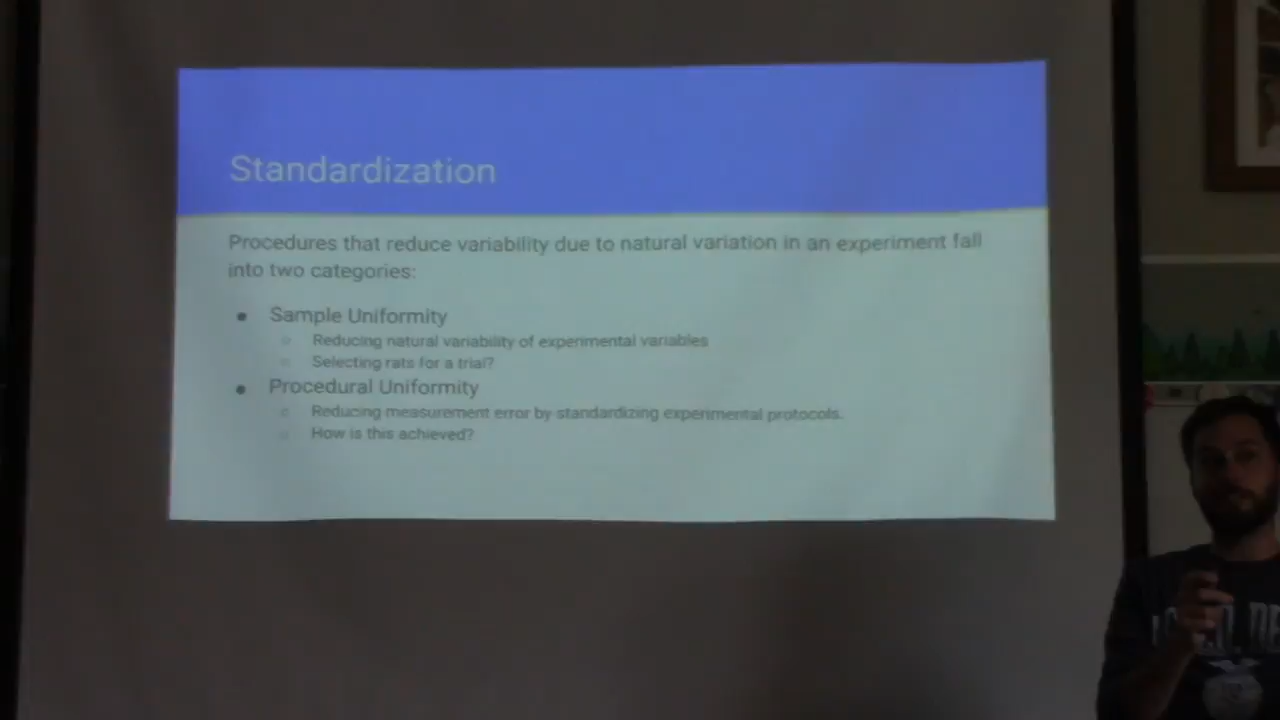 Standardization
Procedures that reduce variability due to natural variation in an experiment fall
into two categories:
Sample Uniformity
Reducing natural variability of experimental variables
Selecting rats for a trial?
Procedural Uniformity
Reducing measurement error by standardizing experimental protocols.
How is this achieved?